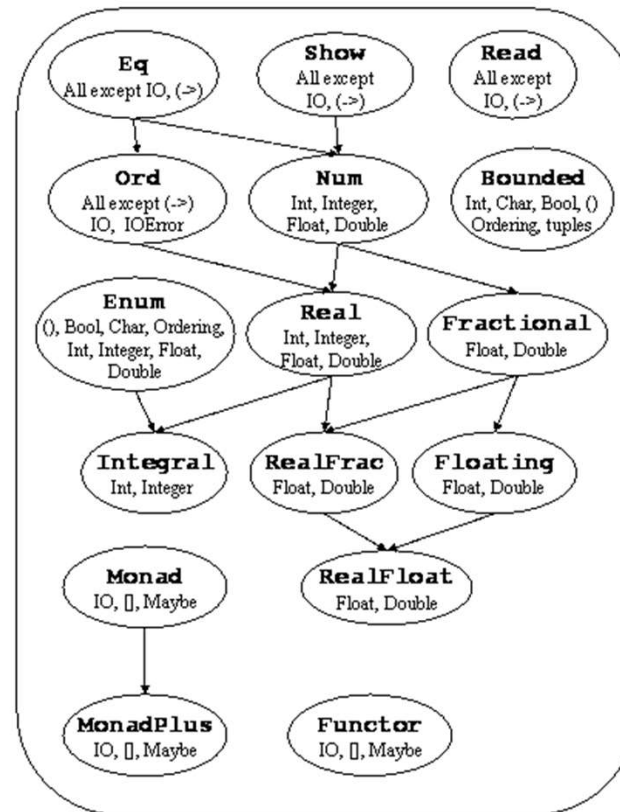 Eq
All except IO, (->)
Show
All except
IO, (->)
Read
All except
IO, (->)
Ord
All except (->)
IO, IOError
Num
Int, Integer,
Float, Double
Bounded
Int, Char, Bool, ()
Ordering, tuples
Enum
(), Bool, Char, Ordering,
Int, Integer, Float,
Double
Real
Int, Integer,
Float, Double
Fractional
Float, Double
Integral
Int, Integer
RealFrac
Float, Double
Floating
Float, Double
Monad
IO, [], Maybe
RealFloat
Float, Double
MonadPlus
IO, [], Maybe
Functor
IO, [], Maybe